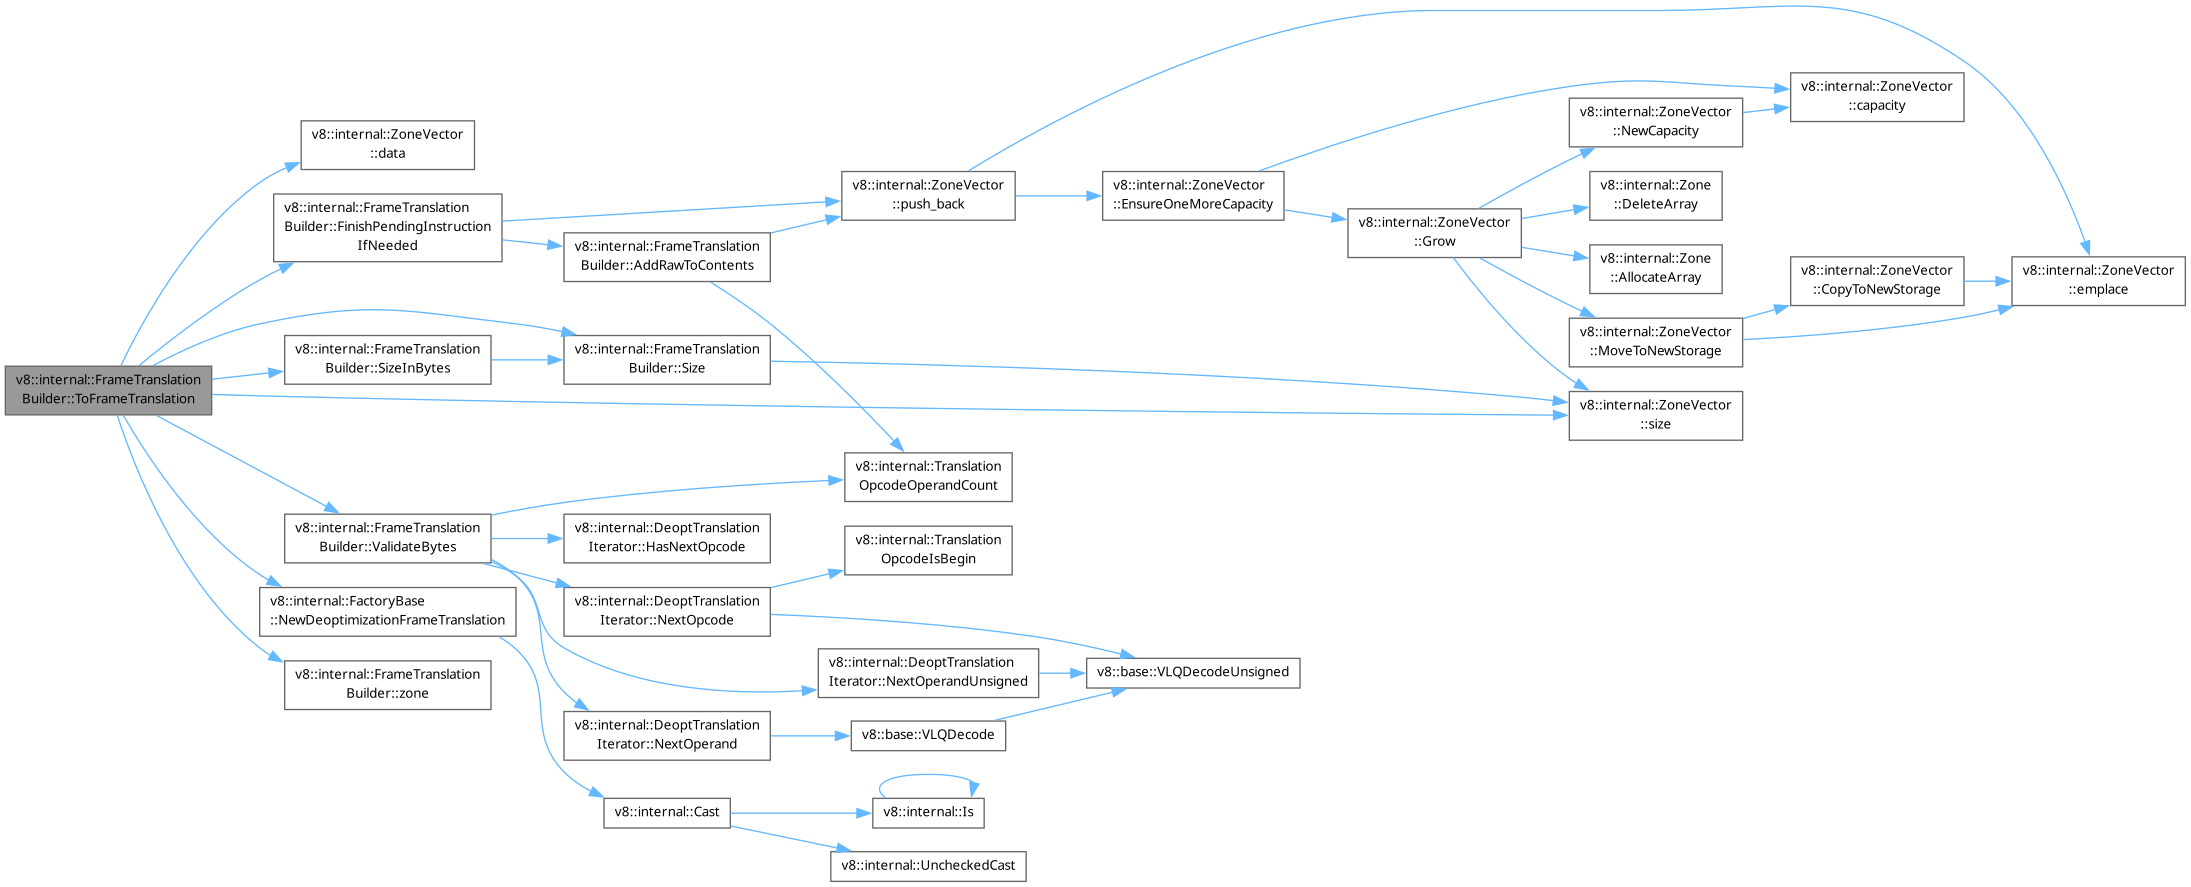 v8::internal::FrameTranslation
Builder::ToFrameTranslation
v8::internal::ZoneVector
::data
v8::internal::FrameTranslation
Builder::FinishPendingInstruction
IfNeeded
v8::internal::FrameTranslation
Builder::SizeInBytes
v8::internal::FrameTranslation
Builder::ValidateBytes
v8::internal::FactoryBase
::NewDeoptimizationFrameTranslation
v8::internal::FrameTranslation
Builder::zone
v8::internal::FrameTranslation
Builder::AddRawToContents
v8::internal::FrameTranslation
Builder::Size
v8::internal::DeoptTranslation
Iterator::HasNextOpcode
v8::internal::DeoptTranslation
Iterator::NextOpcode
v8::internal::DeoptTranslation
Iterator::NextOperand
v8::internal::Cast
v8::internal::ZoneVector
::push_back
v8::internal::Translation
OpcodeOperandCount
v8::internal::Translation
OpcodeIsBegin
v8::internal::DeoptTranslation
Iterator::NextOperandUnsigned
v8::base::VLQDecode
v8::internal::Is
v8::internal::UncheckedCast
v8::internal::ZoneVector
::EnsureOneMoreCapacity
v8::base::VLQDecodeUnsigned
v8::internal::ZoneVector
::Grow
v8::internal::ZoneVector
::NewCapacity
v8::internal::Zone
::DeleteArray
v8::internal::Zone
::AllocateArray
v8::internal::ZoneVector
::MoveToNewStorage
v8::internal::ZoneVector
::size
v8::internal::ZoneVector
::capacity
v8::internal::ZoneVector
::CopyToNewStorage
v8::internal::ZoneVector
::emplace